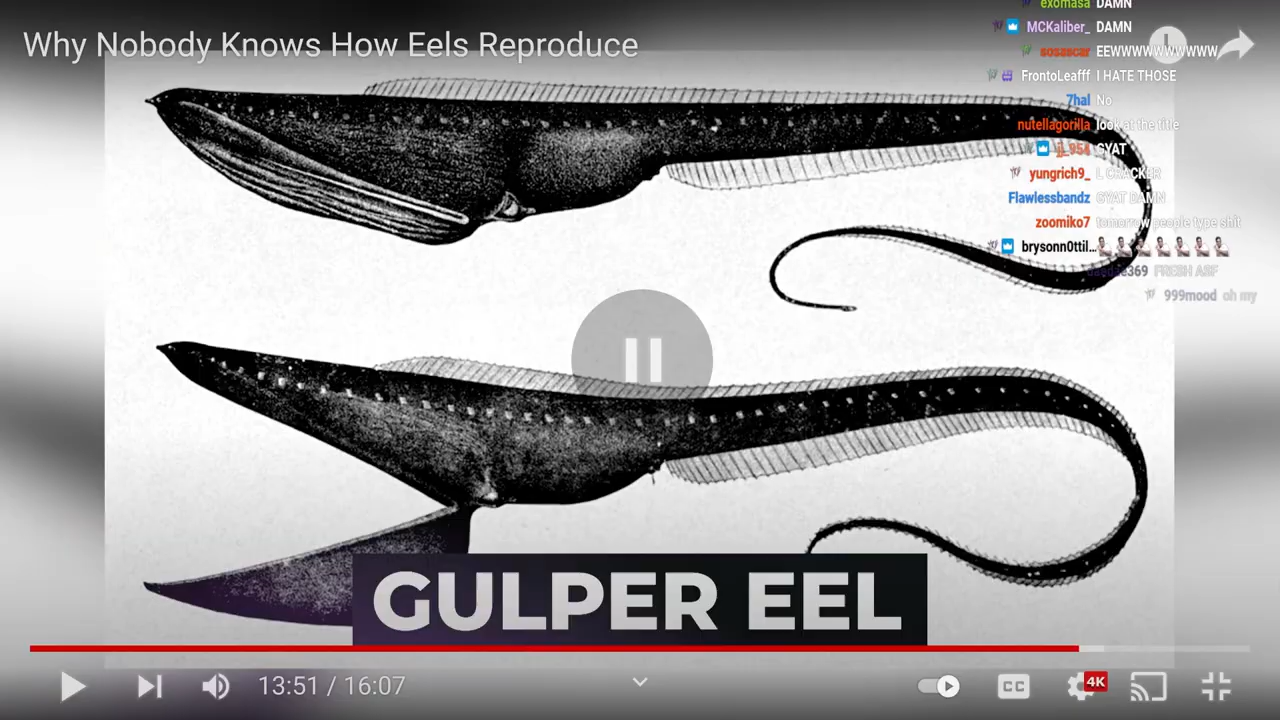 Why Nobody Knows How Eels Reproduce
exomasa DAMN
MCKaliber_ DAMN
sosascar EEWWWWWWWWWW
FrontoLeafff I HATE THOSE
7hal No
nutellagorilla look at the title
GYAT
yungrich9_ L CRACKER
Flawlessbandz GYAT DAMN
zoomiko7 tomorrow people type shit
brysonn0ttil...
FRESH ASF
999mood oh my
GULPER EEL
13:51 / 16:07
CC
4K